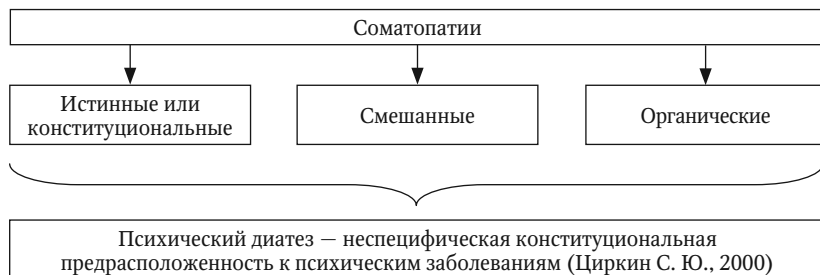 Соматопатии
Истинные или
конституциональные
Смешанные
Органические
Психический диатез — неспецифическая конституциональная
предрасположенность к психическим заболеваниям (Циркин С. Ю., 2000)